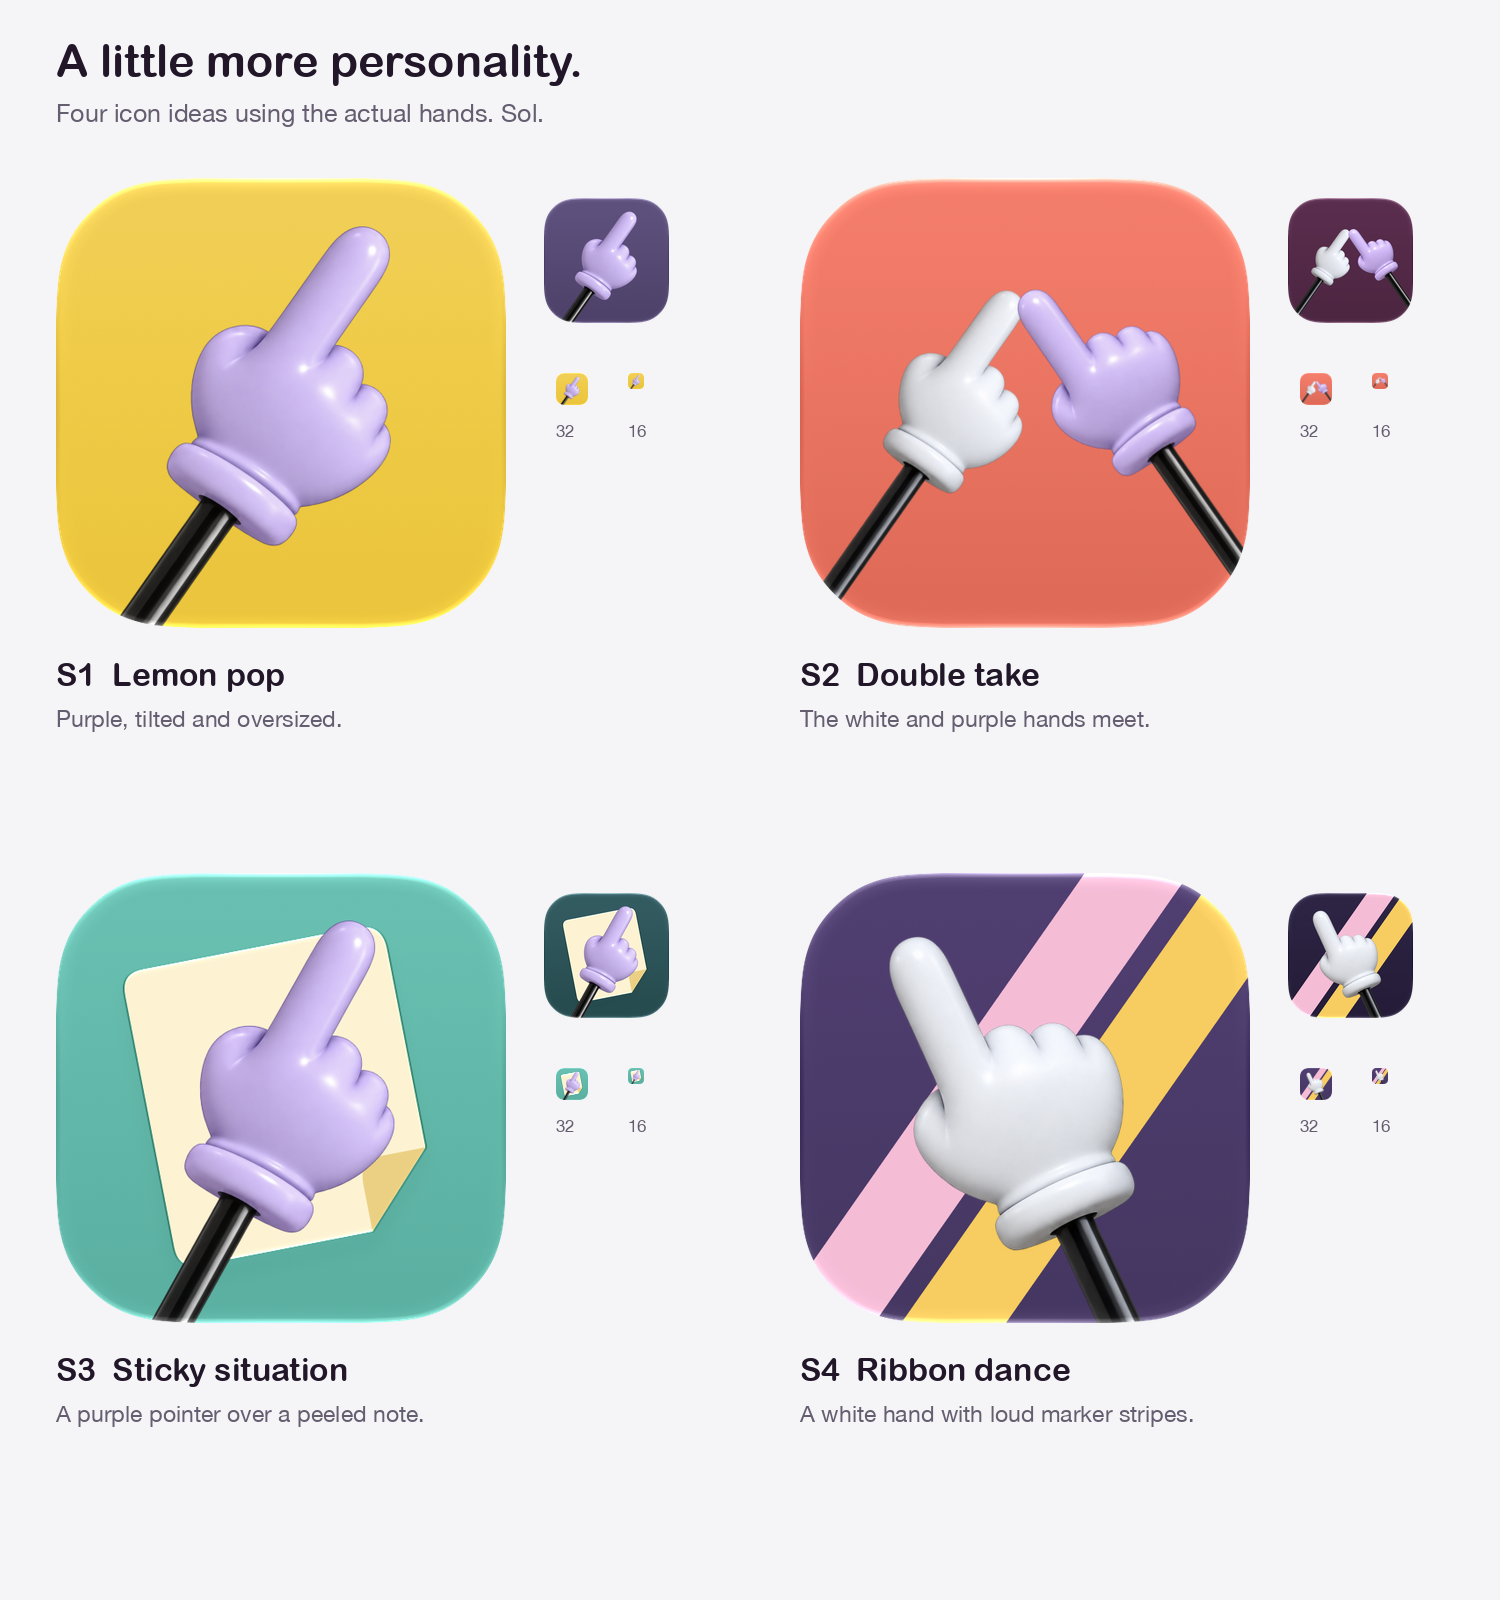 A little more personality.
Four icon ideas using the actual hands. Sol.
32 16
32 16
S1 Lemon pop
Purple, tilted and oversized.
S2 Double take
The white and purple hands meet.
32 16
32 16
S3 Sticky situation
A purple pointer over a peeled note.
S4 Ribbon dance
A white hand with loud marker stripes.